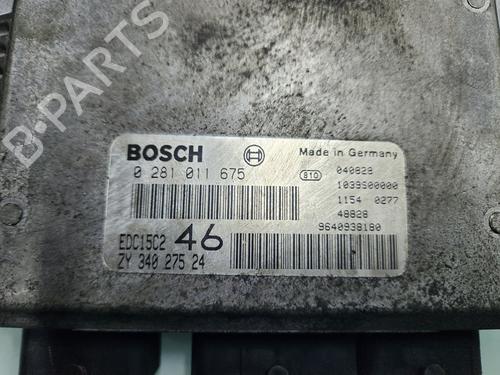 B-PARTS
BOSCH
Made in Germany
0 281 011 675
810
040828
1039S00000
1154 0277
48828
9640938180
EDC15C2 46
ZY 340 275 24